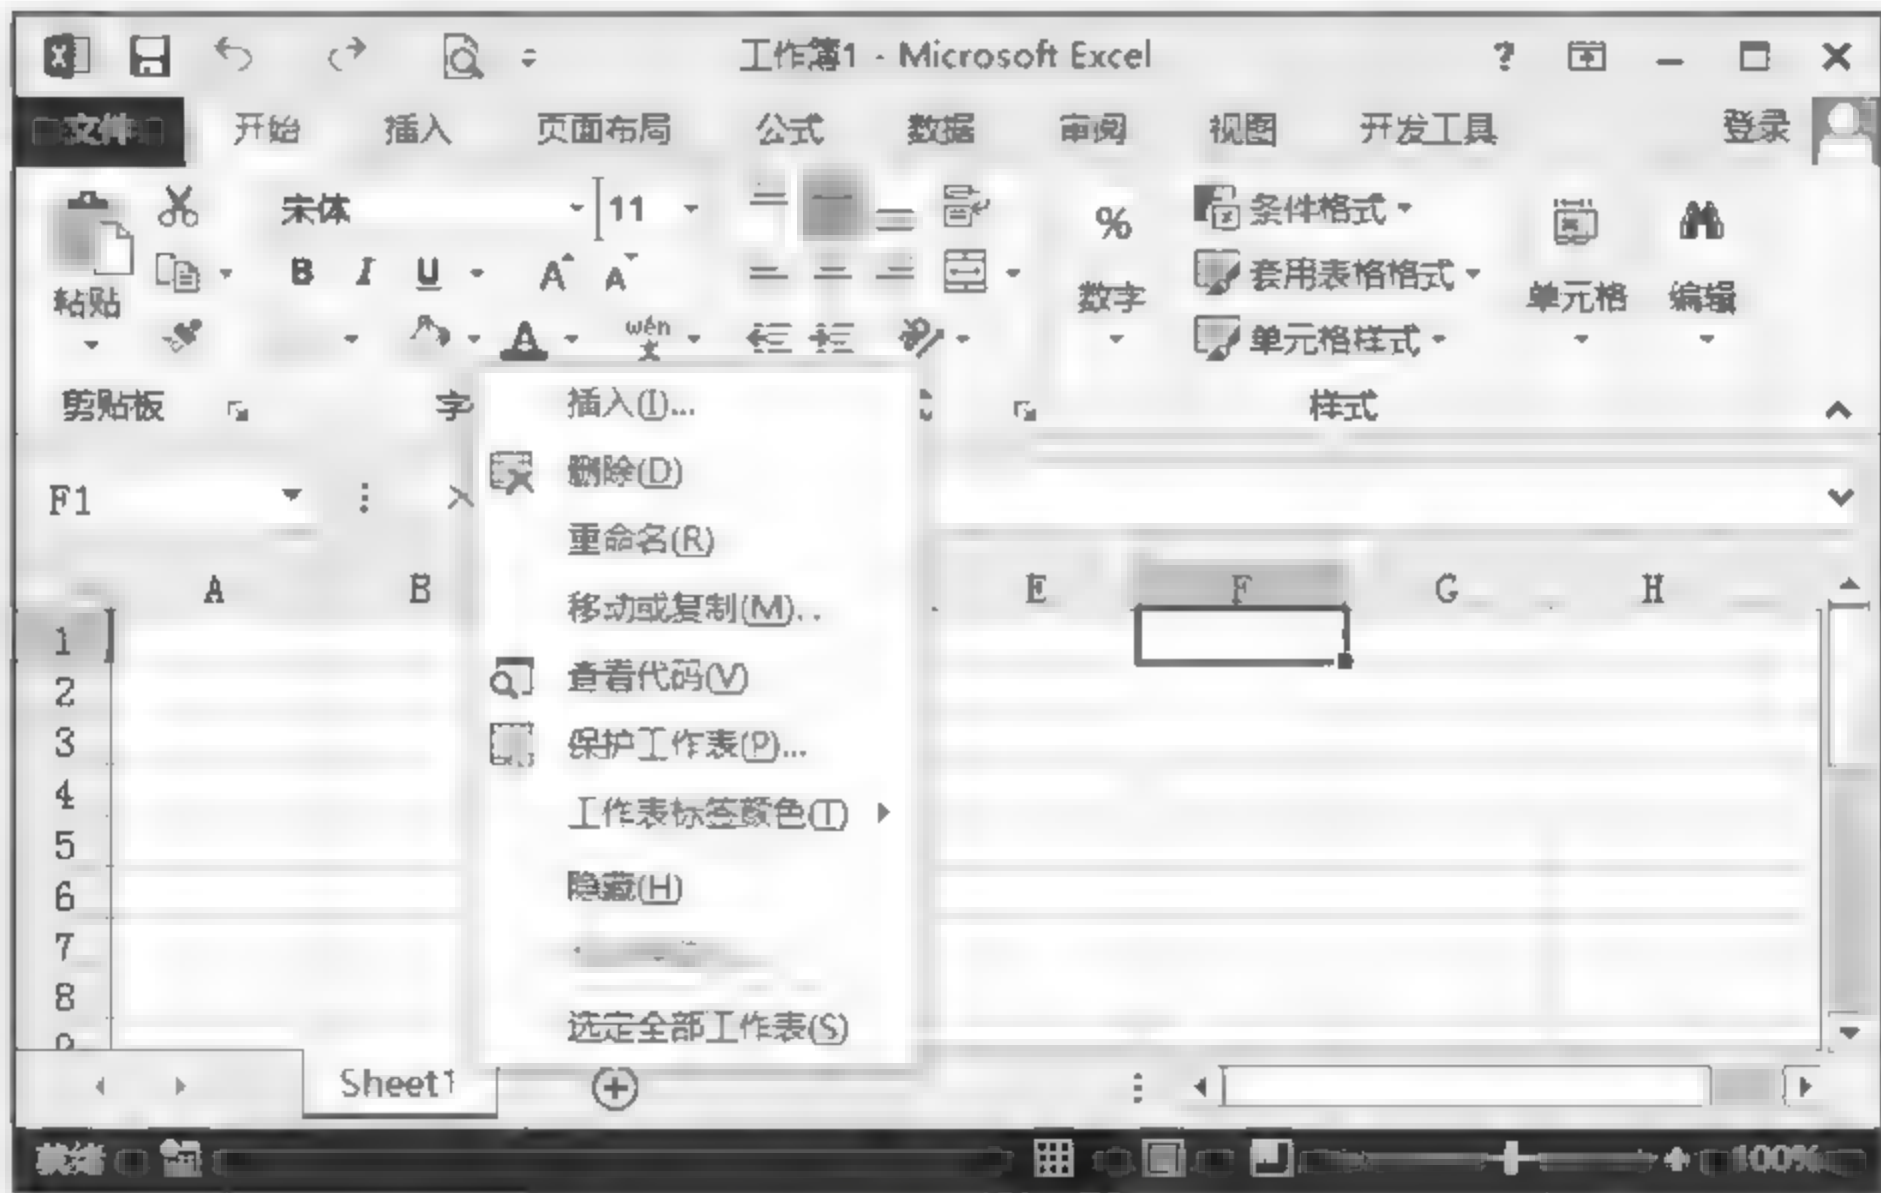 工作簿1 - Microsoft Excel
文件 开始 插入 页面布局 公式 数据 审阅 视图 开发工具 登录
宋体 11 % 条件格式
B I U A A 套用表格格式
粘贴 数字 单元格 编辑
A wén 单元格样式
剪贴板 字 样式
插入(I)...
删除(D)
重命名(R)
移动或复制(M)..
查看代码(V)
保护工作表(P)...
工作表标签颜色(T)
隐藏(H)
选定全部工作表(S)
F1
A B E F G H
1
2
3
4
5
6
7
8
9
Sheet1
就绪 100%